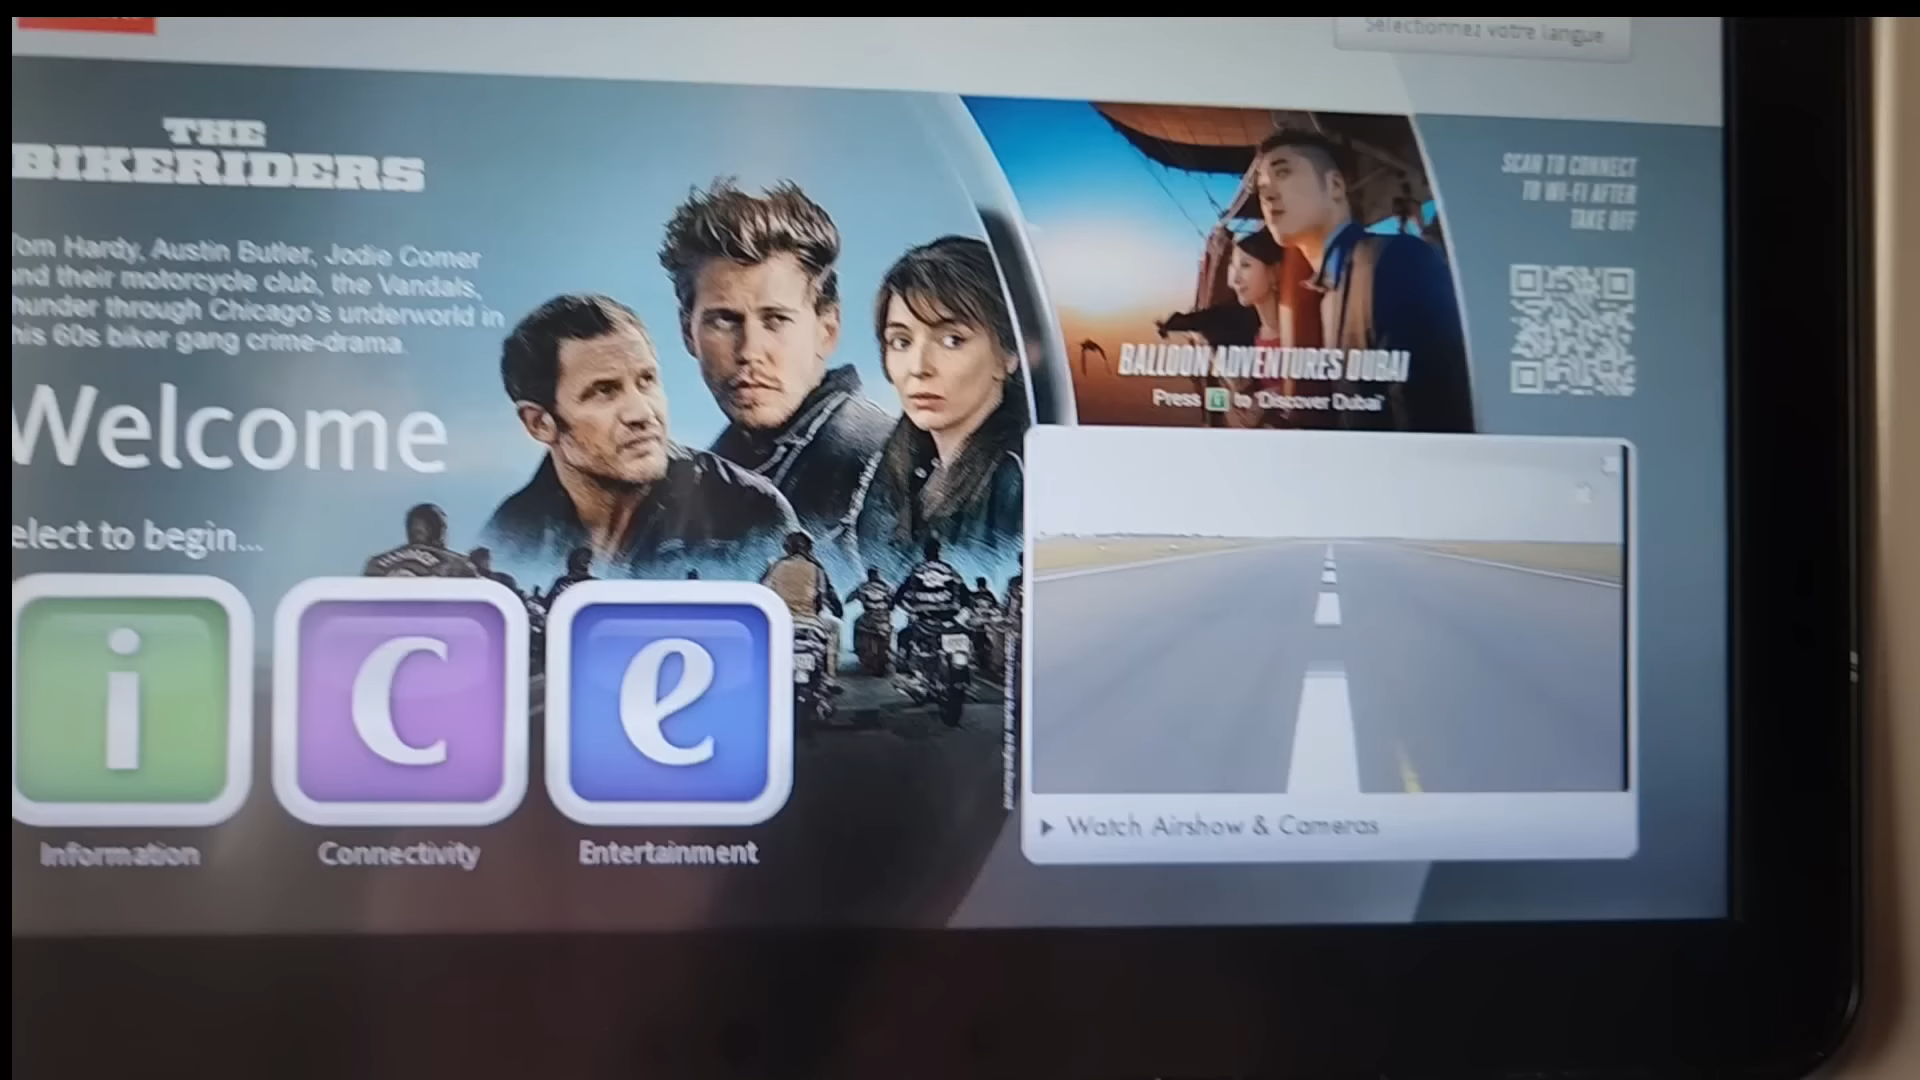 Sélectionnez votre langue
THE
BIKERIDERS
Tom Hardy, Austin Butler, Jodie Comer
and their motorcycle club, the Vandals,
thunder through Chicago's underworld in
this 60s biker gang crime-drama.
Welcome
elect to begin...
i
Information
c
Connectivity
e
Entertainment
BALLOON ADVENTURES DUBAI
Press i to 'Discover Dubai'
SCAN TO CONNECT
TO WI-FI AFTER
TAKE OFF
Watch Airshow & Cameras